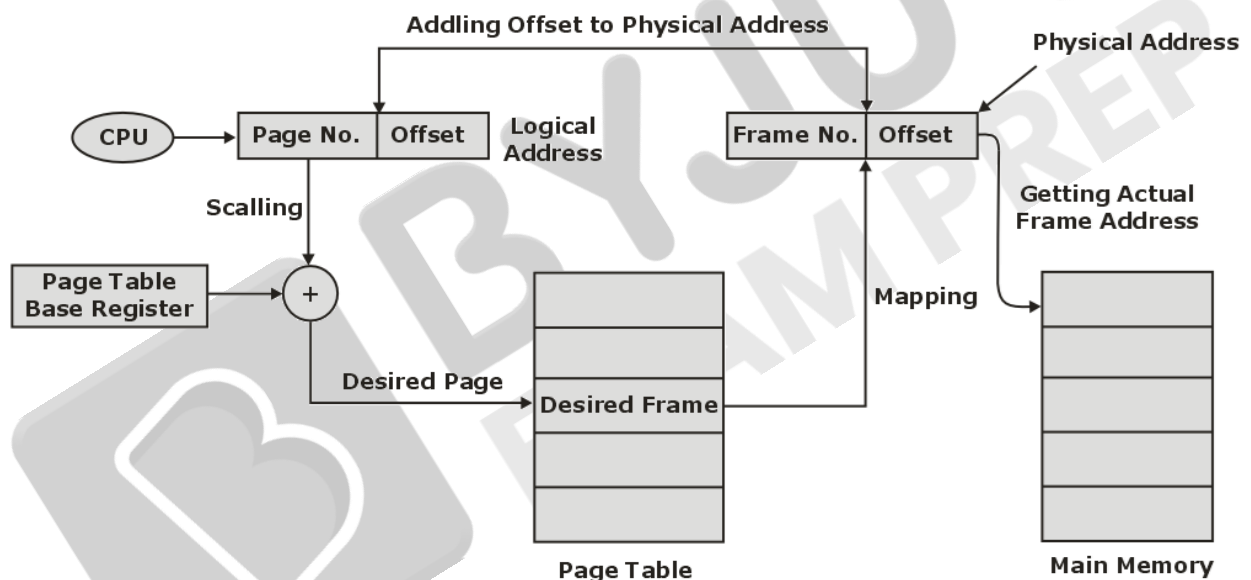 Addling Offset to Physical Address
Physical Address
CPU
Page No.
Offset
Logical
Address
Frame No.
Offset
Scalling
Getting Actual
Frame Address
Page Table
Base Register
+
Mapping
Desired Page
Desired Frame
Page Table
Main Memory
BYJU
EXAM PREP